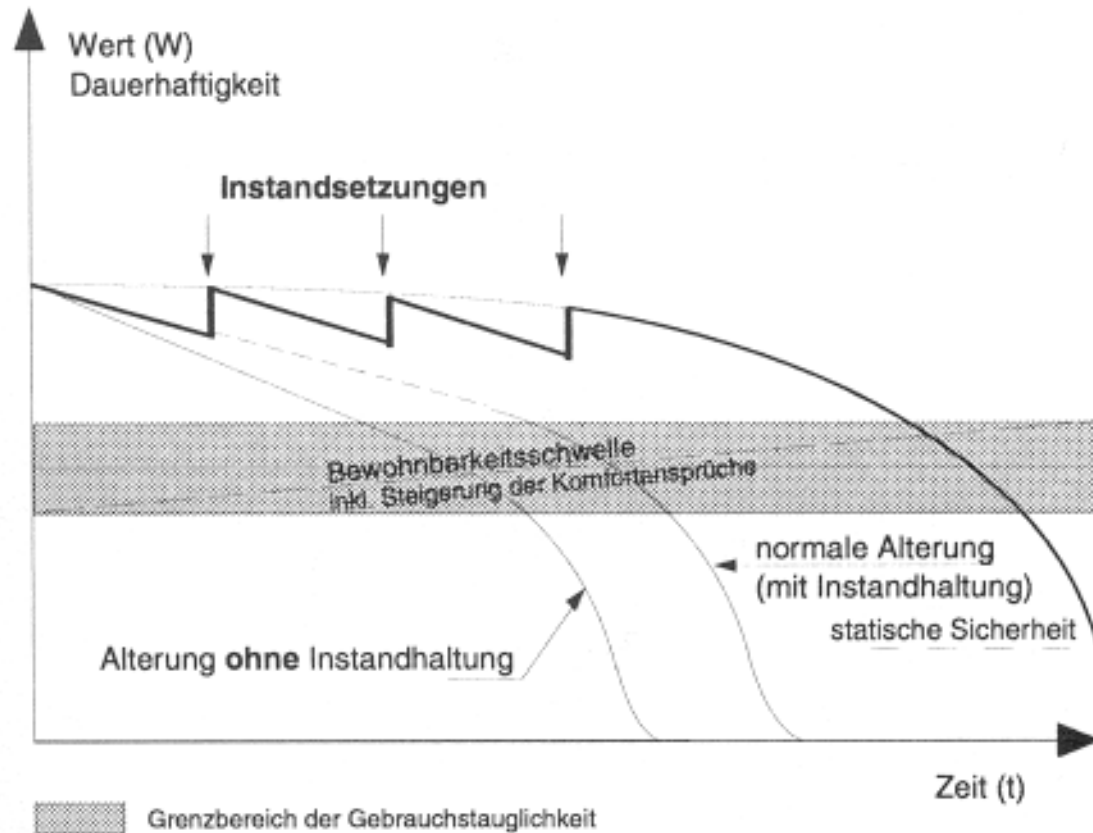 Wert (W)
Dauerhaftigkeit
Instandsetzungen
Bewohnbarkeitsschwelle
inkl. Steigerung der Komfortansprüche
normale Alterung
(mit Instandhaltung)
statische Sicherheit
Alterung ohne Instandhaltung
Zeit (t)
Grenzbereich der Gebrauchstauglichkeit